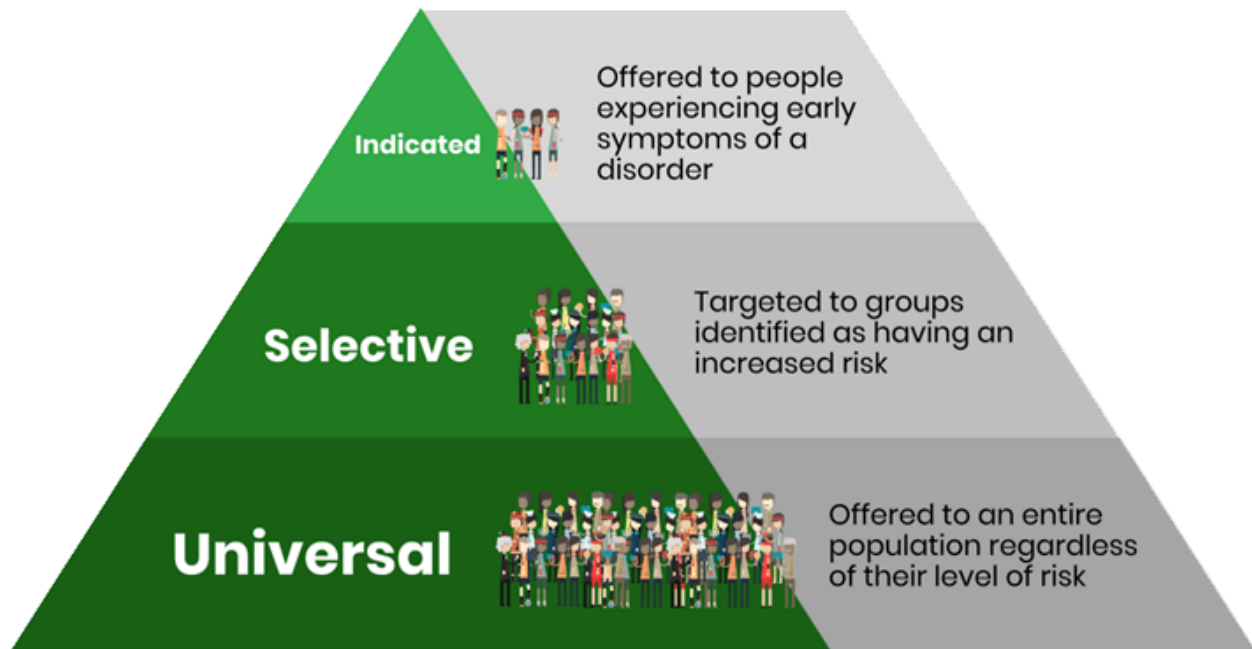 Indicated
Offered to people
experiencing early
symptoms of a
disorder
Selective
Targeted to groups
identified as having an
increased risk
Universal
Offered to an entire
population regardless
of their level of risk